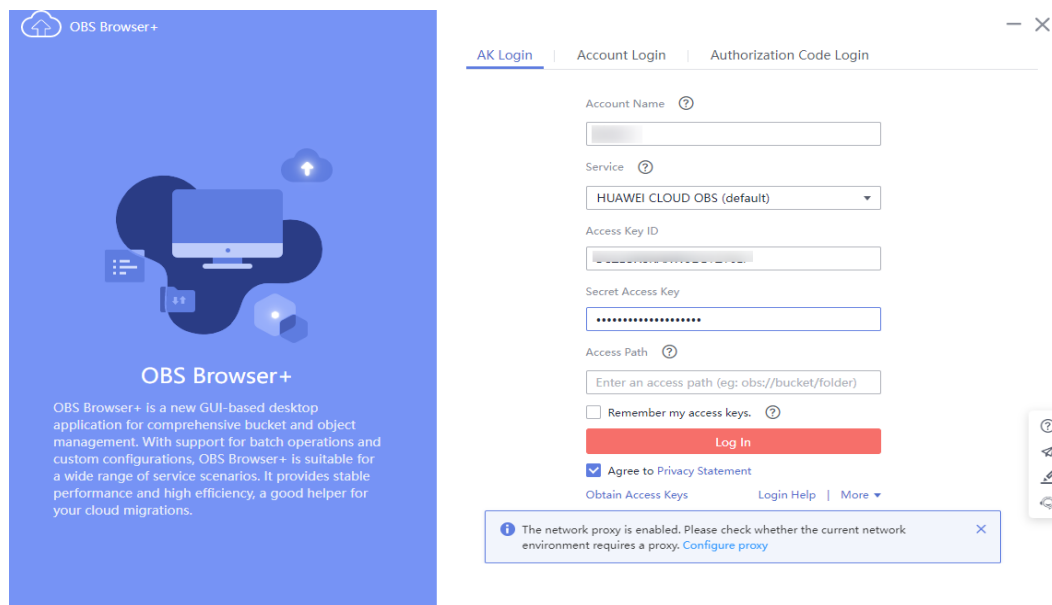 OBS Browser+
AK Login | Account Login | Authorization Code Login
Account Name ?
Service ?
HUAWEI CLOUD OBS (default)
Access Key ID
Secret Access Key
••••••••••••••••••••
Access Path ?
Enter an access path (eg: obs://bucket/folder)
Remember my access keys. ?
Log In
Agree to Privacy Statement
Obtain Access Keys Login Help | More
The network proxy is enabled. Please check whether the current network
environment requires a proxy. Configure proxy
OBS Browser+
OBS Browser+ is a new GUI-based desktop
application for comprehensive bucket and object
management. With support for batch operations and
custom configurations, OBS Browser+ is suitable for
a wide range of service scenarios. It provides stable
performance and high efficiency, a good helper for
your cloud migrations.